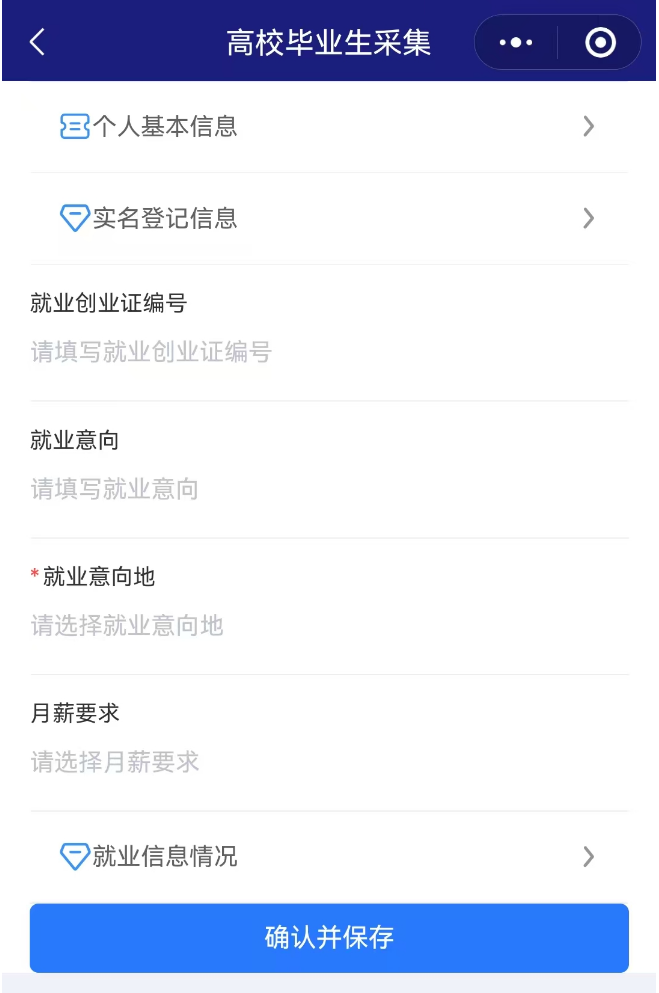 高校毕业生采集
个人基本信息
实名登记信息
就业创业证编号
请填写就业创业证编号
就业意向
请填写就业意向
*就业意向地
请选择就业意向地
月薪要求
请选择月薪要求
就业信息情况
确认并保存